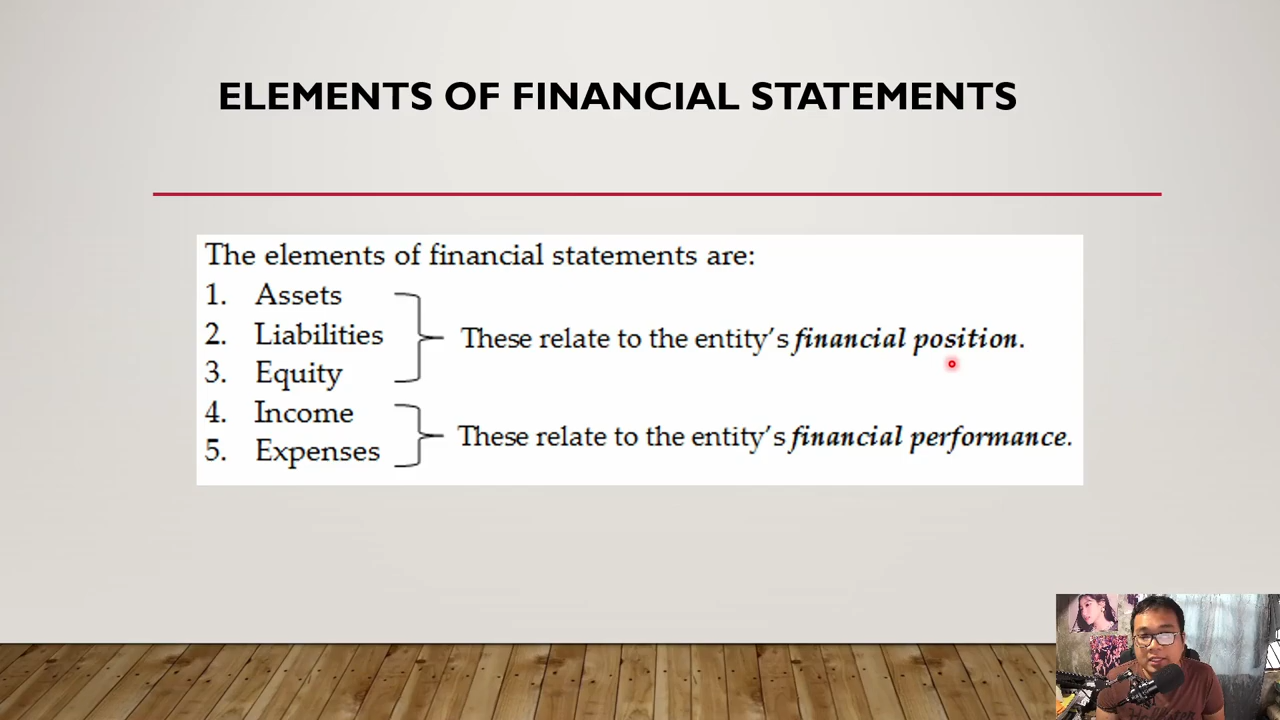 ELEMENTS OF FINANCIAL STATEMENTS
The elements of financial statements are:
1. Assets
2. Liabilities
3. Equity
These relate to the entity's financial position.
4. Income
5. Expenses
These relate to the entity's financial performance.